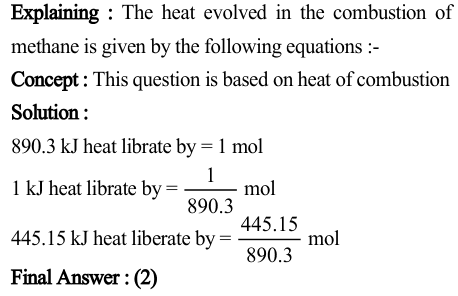 Explaining : The heat evolved in the combustion of
methane is given by the following equations :-
Concept : This question is based on heat of combustion
Solution :
890.3 kJ heat librate by = 1 mol
1 kJ heat librate by = 1/890.3 mol
445.15 kJ heat liberate by = 445.15/890.3 mol
Final Answer : (2)